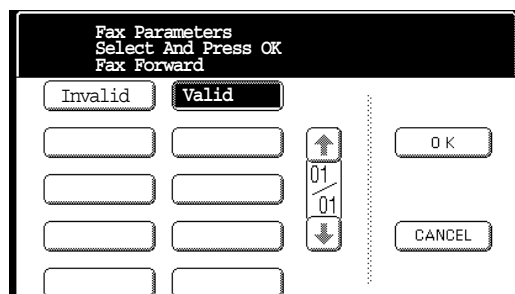 Fax Parameters
Select And Press OK
Fax Forward
Invalid Valid
OK
01
01
CANCEL